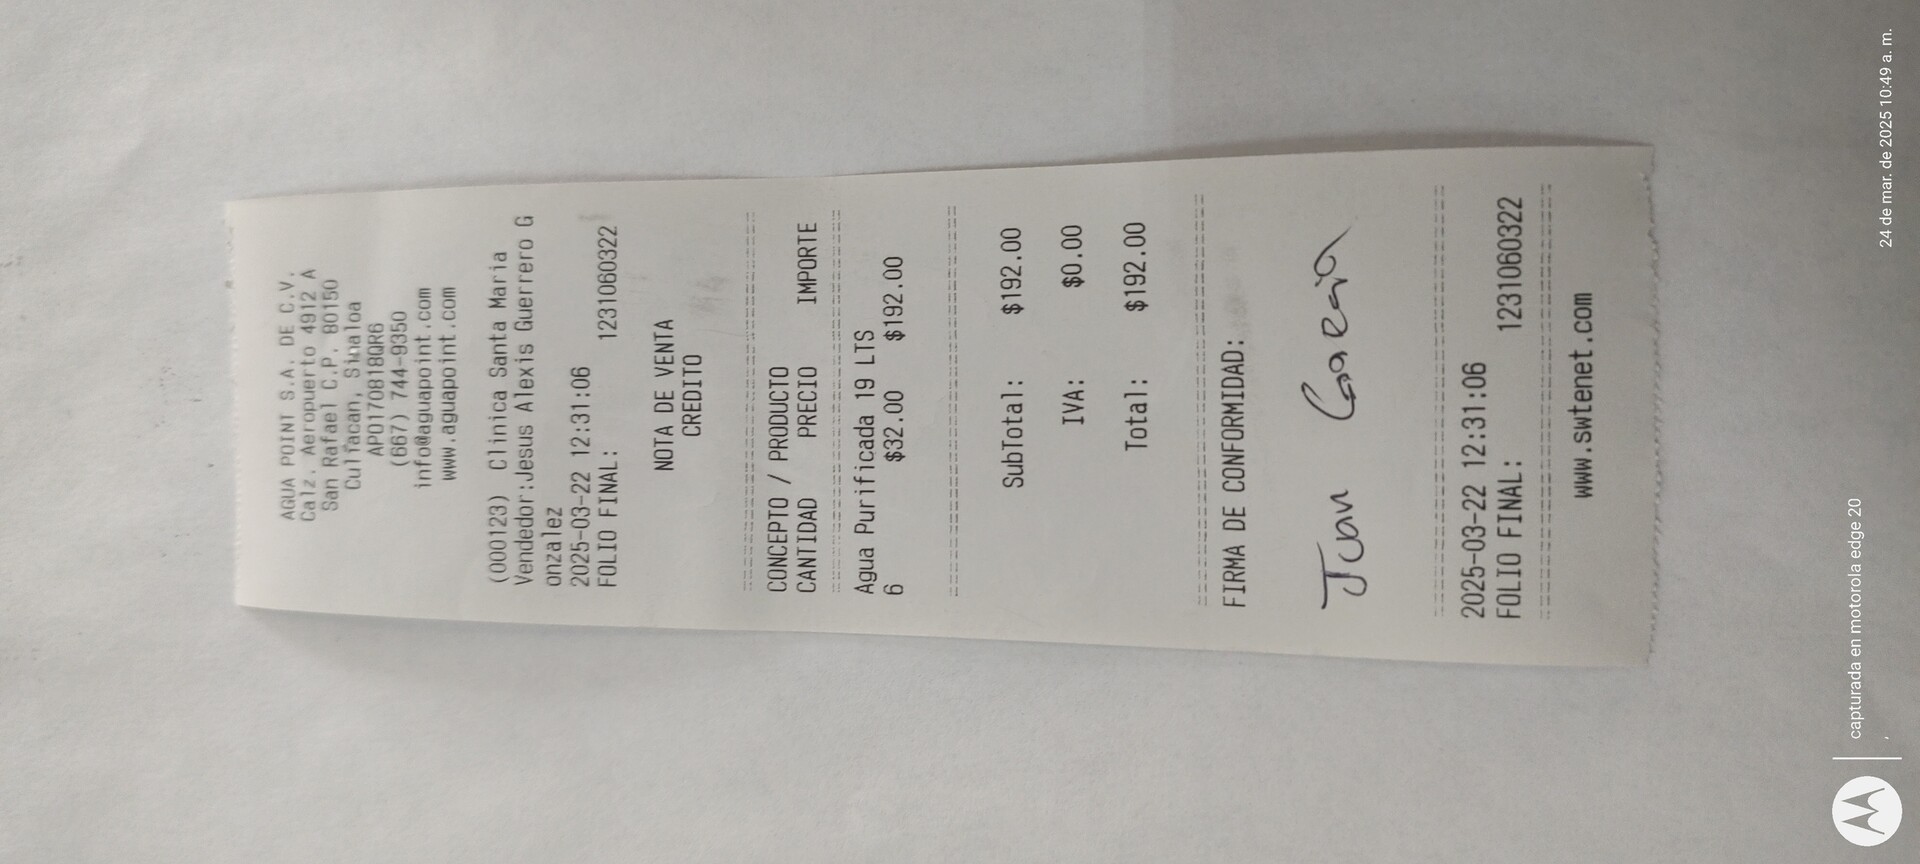 AGUA POINT S.A. DE C.V.
Calz. Aeropuerto 4912 A
San Rafael C.P. 80150
Culiacan, Sinaloa
APO170818QR6
(667) 744-9350
info@aguapoint.com
www.aguapoint.com
(000123) Clinica Santa Maria
Vendedor:Jesus Alexis Guerrero G
onzalez
2025-03-22 12:31:06
FOLIO FINAL: 1231060322
NOTA DE VENTA
CREDITO
CONCEPTO / PRODUCTO
CANTIDAD PRECIO IMPORTE
Agua Purificada 19 LTS
6 $32.00 $192.00
SubTotal: $192.00
IVA: $0.00
Total: $192.00
FIRMA DE CONFORMIDAD:
Juan Garcia
2025-03-22 12:31:06
FOLIO FINAL: 1231060322
www.swtenet.com
capturada en motorola edge 20
24 de mar. de 2025 10:49 a. m.